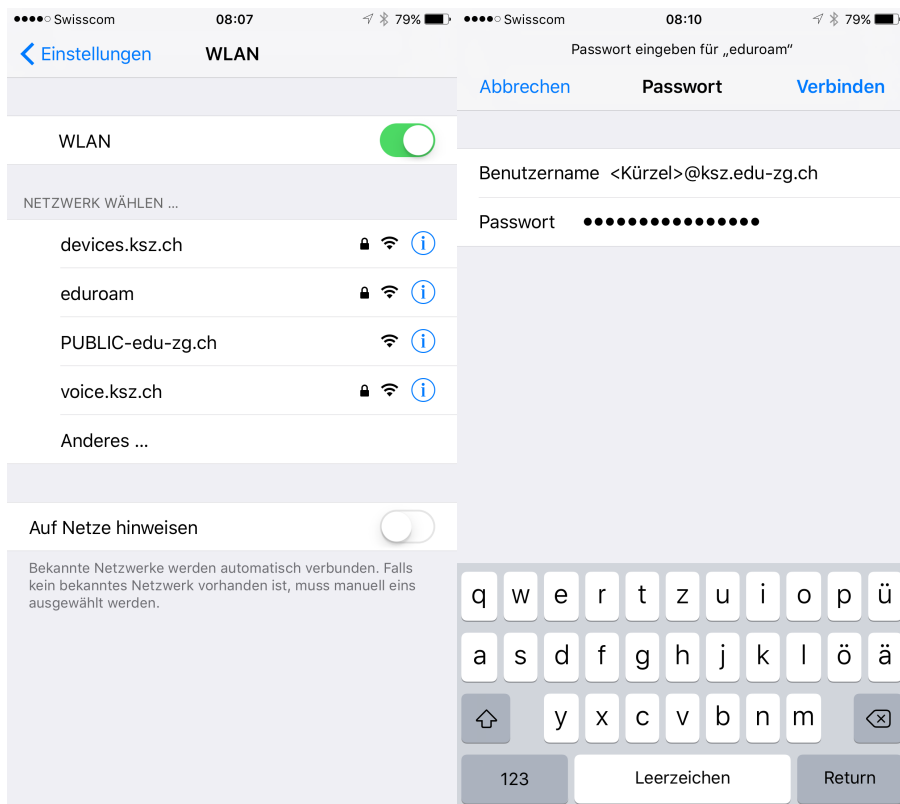 Swisscom 08:07 79%
Einstellungen WLAN
WLAN
NETZWERK WÄHLEN ...
devices.ksz.ch
eduroam
PUBLIC-edu-zg.ch
voice.ksz.ch
Anderes ...
Auf Netze hinweisen
Bekannte Netzwerke werden automatisch verbunden. Falls
kein bekanntes Netzwerk vorhanden ist, muss manuell eins
ausgewählt werden.
Swisscom 08:10 79%
Passwort eingeben für „eduroam“
Abbrechen Passwort Verbinden
Benutzername <Kürzel>@ksz.edu-zg.ch
Passwort ●●●●●●●●●●●●●●●●
q w e r t z u i o p ü
a s d f g h j k l ö ä
y x c v b n m
123 Leerzeichen Return